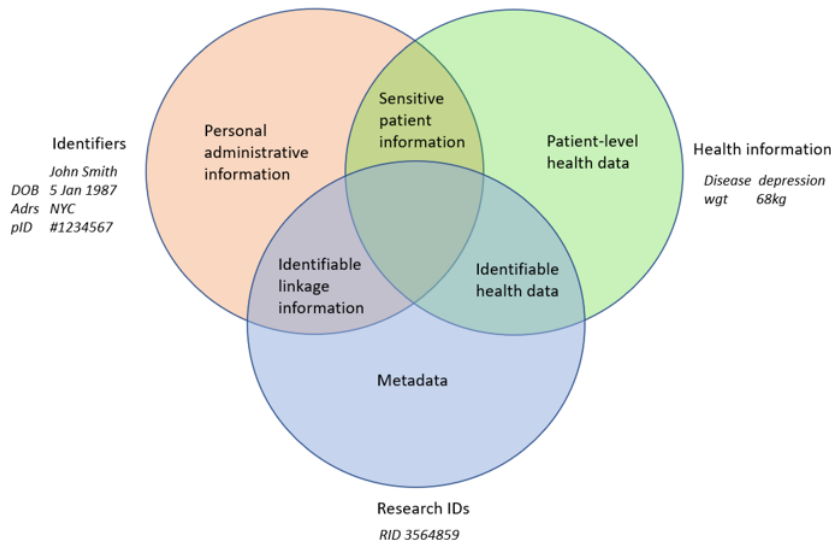 Identifiers
John Smith
DOB 5 Jan 1987
Adrs NYC
pID #1234567
Personal
administrative
information
Sensitive
patient
information
Patient-level
health data
Health information
Disease depression
wgt 68kg
Identifiable
linkage
information
Identifiable
health data
Metadata
Research IDs
RID 3564859